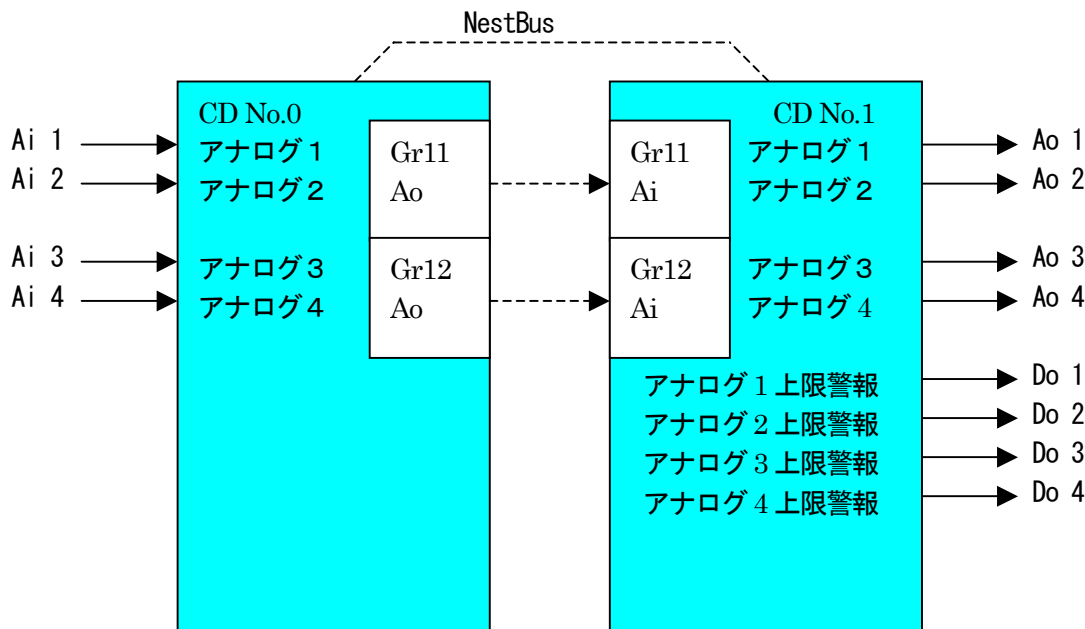 NestBus
CD No.0
Ai 1
アナログ１
Ai 2
アナログ２
Ai 3
アナログ３
Ai 4
アナログ４
Gr11
Ao
Gr12
Ao
CD No.1
Gr11
Ai
Gr12
Ai
アナログ１
Ao 1
アナログ２
Ao 2
アナログ３
Ao 3
アナログ 4
Ao 4
アナログ 1 上限警報
Do 1
アナログ 2 上限警報
Do 2
アナログ 3 上限警報
Do 3
アナログ 4 上限警報
Do 4